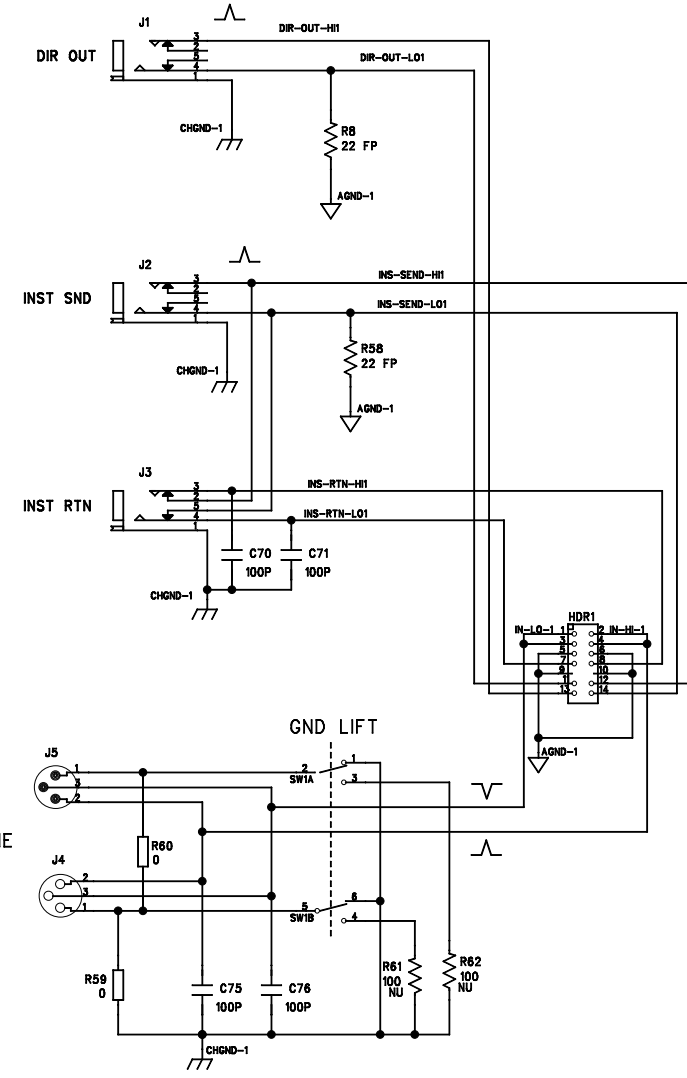 J1
DIR-OUT-HI1
DIR OUT
3
2
5
4
1
DIR-OUT-LO1
CHGND-1
R8
22 FP
AGND-1
J2
INS-SEND-HI1
INST SND
3
2
5
4
1
INS-SEND-LO1
R58
22 FP
CHGND-1
AGND-1
J3
INS-RTN-HI1
INST RTN
3
2
5
4
1
INS-RTN-LO1
C70
100P
C71
100P
CHGND-1
HDR1
IN-LO-1 1 2 IN-HI-1
3 4
5 6
7 8
9 10
1 12
13 14
AGND-1
GND LIFT
J5
1
3
2
2
SW1A
1
3
IE
R60
0
J4
2
3
1
5
SW1B
6
4
R59
0
C75
100P
C76
100P
R61
100
NU
R62
100
NU
CHGND-1